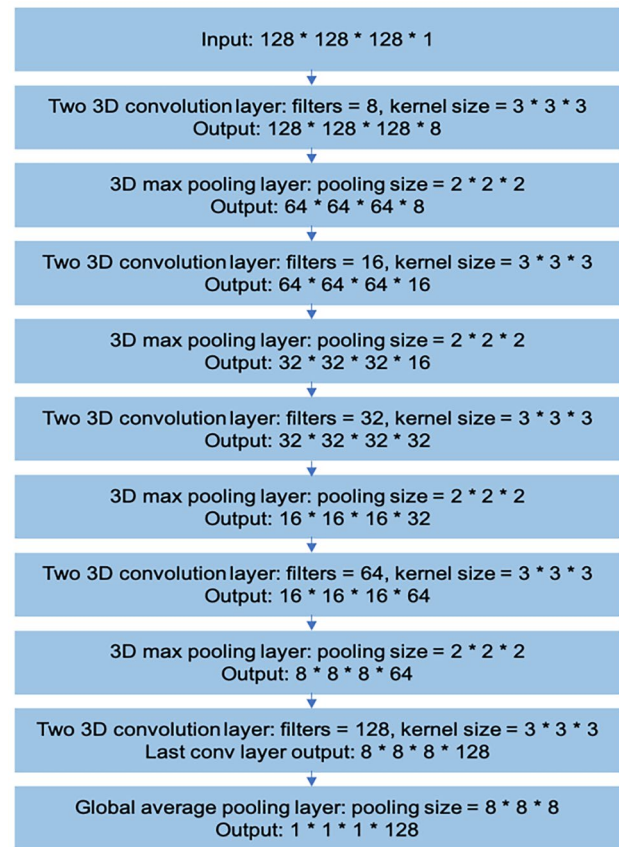 Input: 128 * 128 * 128 * 1
Two 3D convolution layer: filters = 8, kernel size = 3 * 3 * 3
Output: 128 * 128 * 128 * 8
3D max pooling layer: pooling size = 2 * 2 * 2
Output: 64 * 64 * 64 * 8
Two 3D convolution layer: filters = 16, kernel size = 3 * 3 * 3
Output: 64 * 64 * 64 * 16
3D max pooling layer: pooling size = 2 * 2 * 2
Output: 32 * 32 * 32 * 16
Two 3D convolution layer: filters = 32, kernel size = 3 * 3 * 3
Output: 32 * 32 * 32 * 32
3D max pooling layer: pooling size = 2 * 2 * 2
Output: 16 * 16 * 16 * 32
Two 3D convolution layer: filters = 64, kernel size = 3 * 3 * 3
Output: 16 * 16 * 16 * 64
3D max pooling layer: pooling size = 2 * 2 * 2
Output: 8 * 8 * 8 * 64
Two 3D convolution layer: filters = 128, kernel size = 3 * 3 * 3
Last conv layer output: 8 * 8 * 8 * 128
Global average pooling layer: pooling size = 8 * 8 * 8
Output: 1 * 1 * 1 * 128